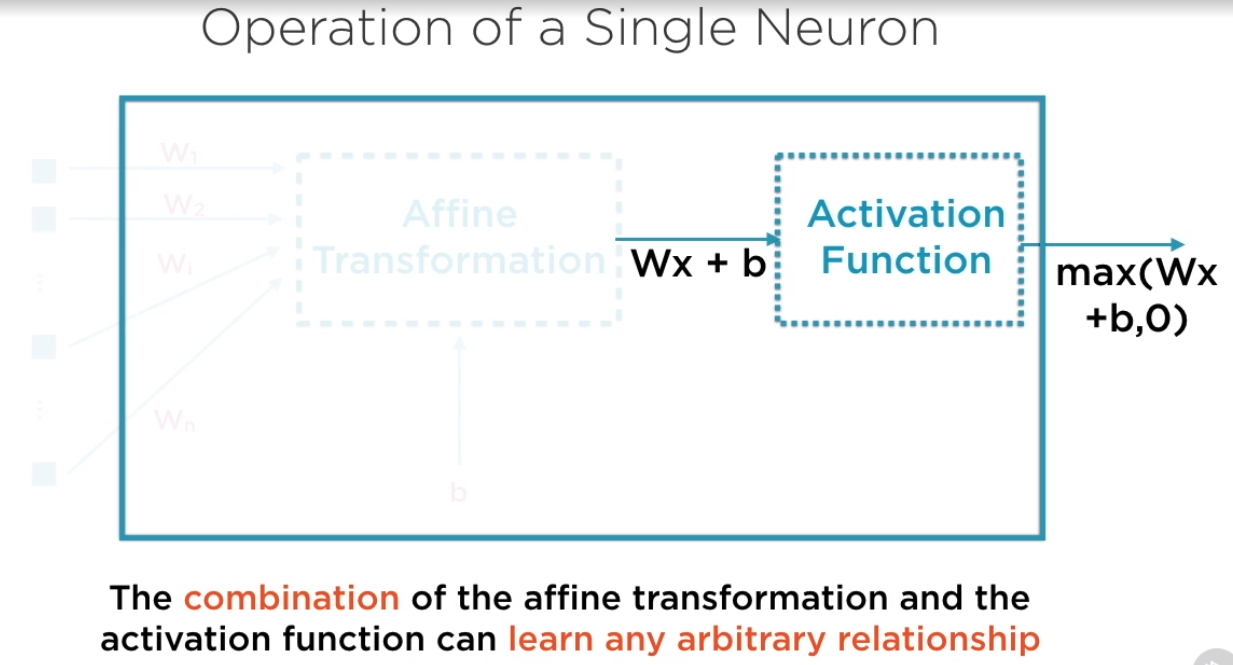 Operation of a Single Neuron
W1
W2
Wi
Wn
Affine
Transformation
b
Wx + b
Activation
Function
max(Wx
+b,0)
The combination of the affine transformation and the
activation function can learn any arbitrary relationship